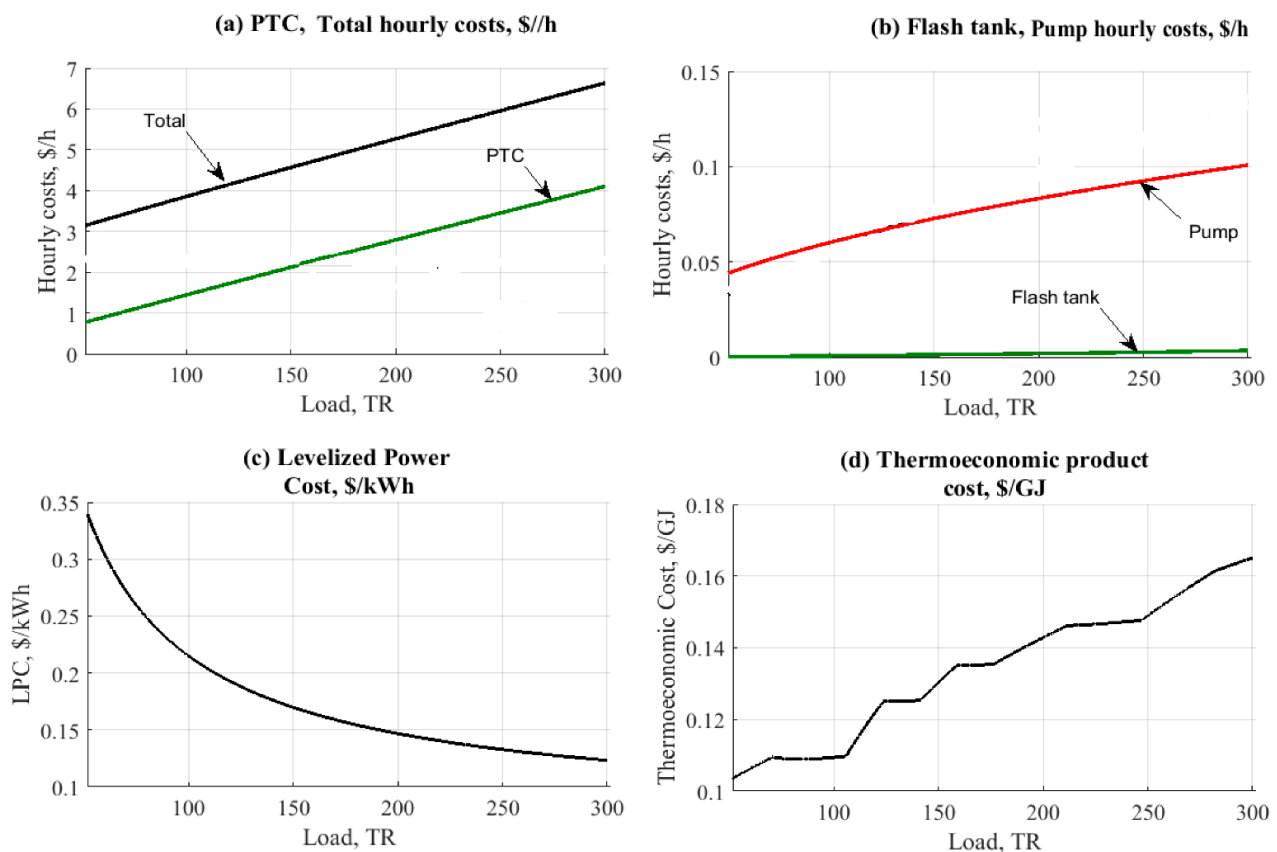 (a) PTC, Total hourly costs, $//h
Hourly costs, $/h
7
6
5
4
3
2
1
0
Total
PTC
100 150 200 250 300
Load, TR
(b) Flash tank, Pump hourly costs, $/h
Hourly costs, $/h
0.15
0.1
0.05
0
Pump
Flash tank
100 150 200 250 300
Load, TR
(c) Levelized Power
Cost, $/kWh
LPC, $/kWh
0.35
0.3
0.25
0.2
0.15
0.1
100 150 200 250 300
Load, TR
(d) Thermoeconomic product
cost, $/GJ
Thermoeconomic Cost, $/GJ
0.18
0.16
0.14
0.12
0.1
100 150 200 250 300
Load, TR